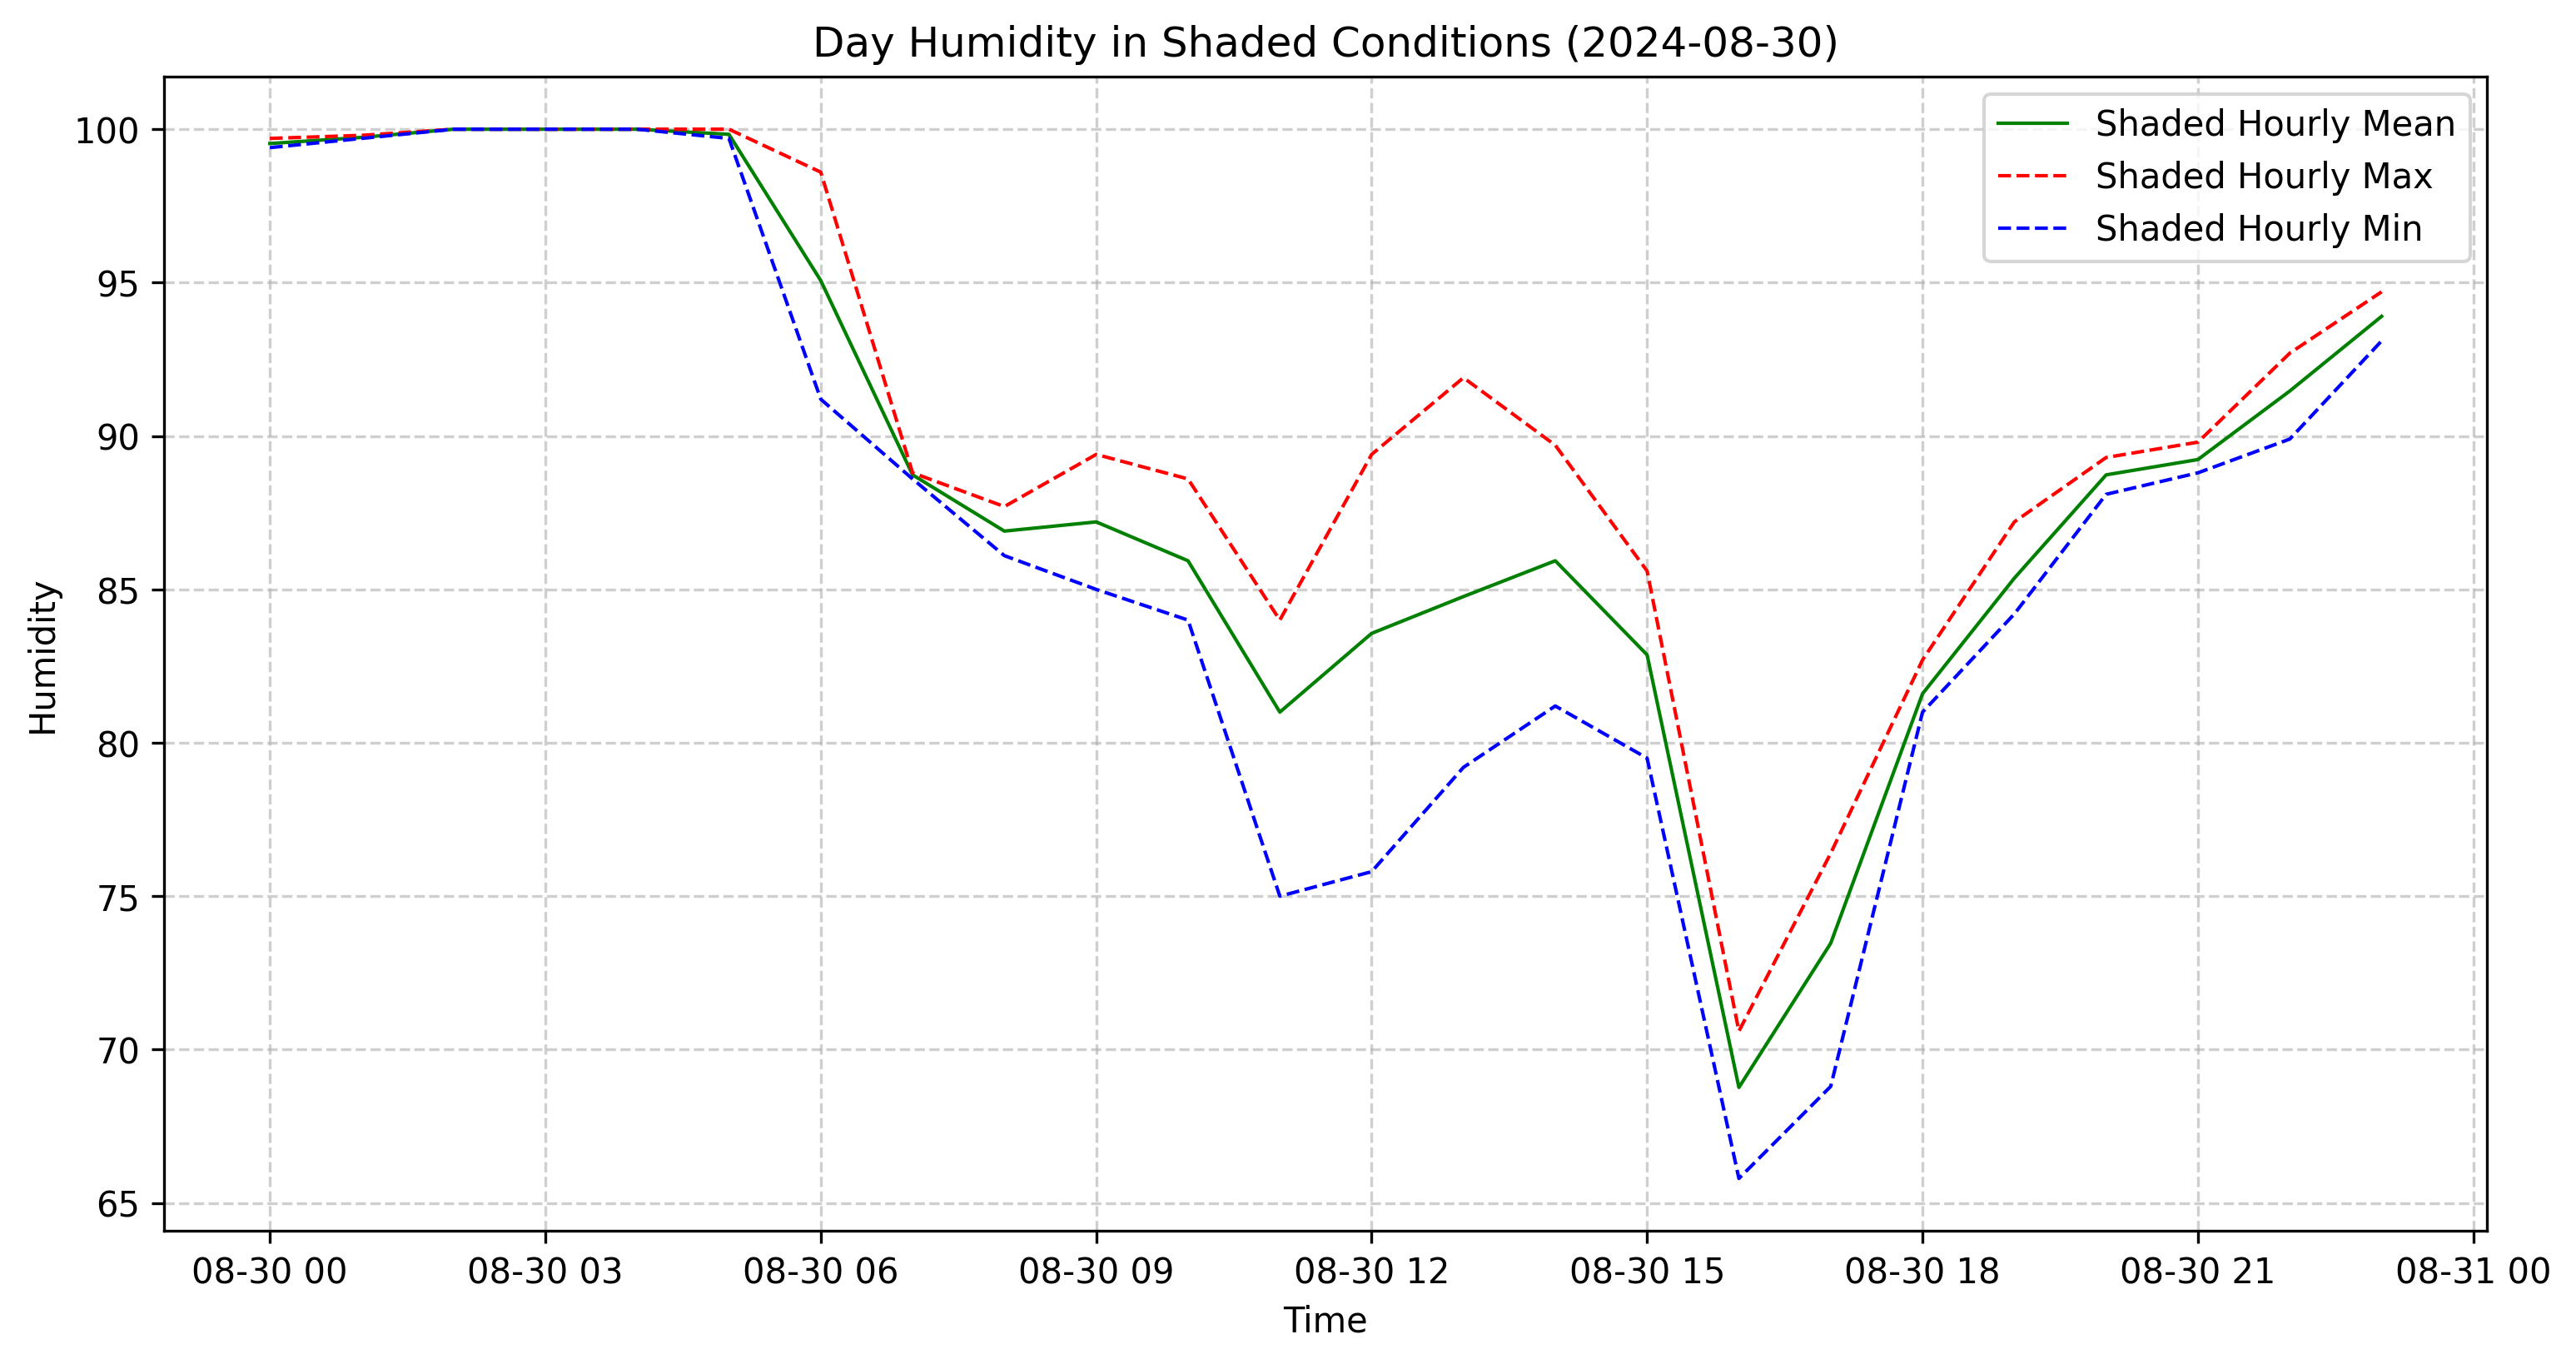 Day Humidity in Shaded Conditions (2024-08-30)
Shaded Hourly Mean
Shaded Hourly Max
Shaded Hourly Min
Humidity
100
95
90
85
80
75
70
65
08-30 00 08-30 03 08-30 06 08-30 09 08-30 12 08-30 15 08-30 18 08-30 21 08-31 00
Time